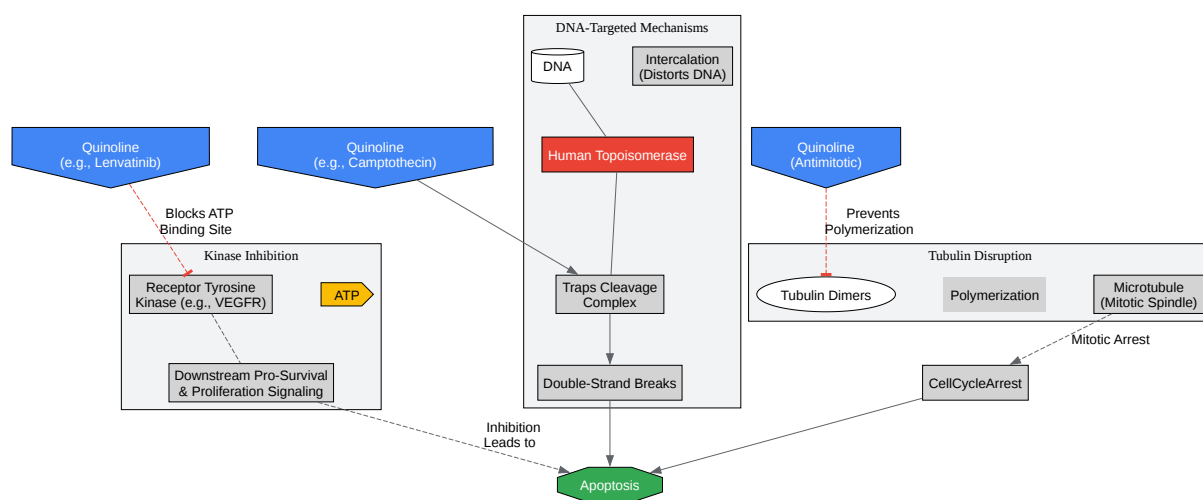 DNA-Targeted Mechanisms
DNA
Intercalation
(Distorts DNA)
Quinoline
(e.g., Lenvatinib)
Quinoline
(e.g., Camptothecin)
Human Topoisomerase
Quinoline
(Antimitotic)
Blocks ATP
Binding Site
Prevents
Polymerization
Kinase Inhibition
Receptor Tyrosine
Kinase (e.g., VEGFR)
ATP
Traps Cleavage
Complex
Tubulin Disruption
Tubulin Dimers
Polymerization
Microtubule
(Mitotic Spindle)
Mitotic Arrest
Downstream Pro-Survival
& Proliferation Signaling
Double-Strand Breaks
CellCycleArrest
Inhibition
Leads to
Apoptosis